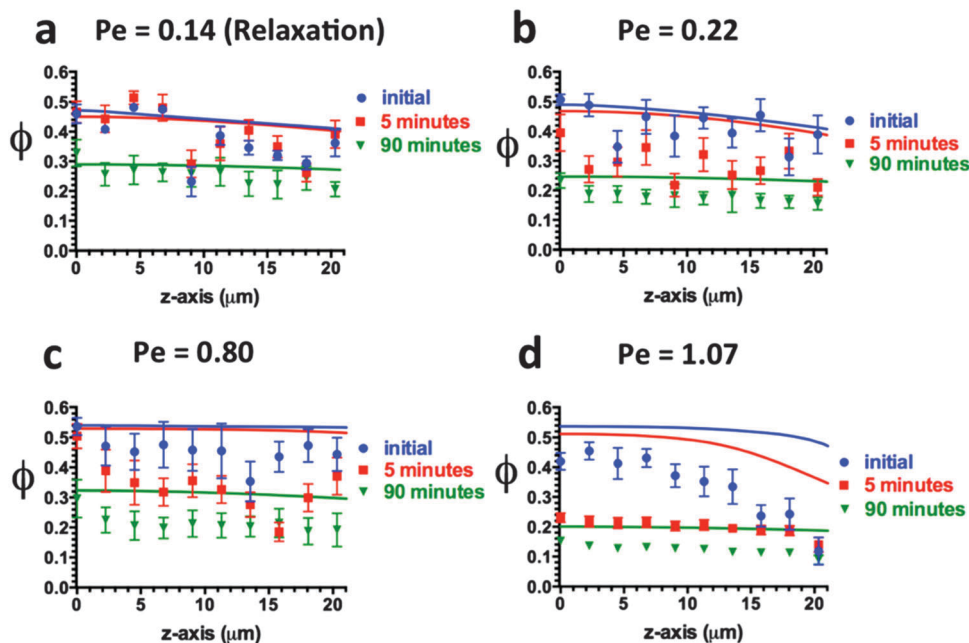 a Pe = 0.14 (Relaxation)
0.6
0.5
0.4
0.3
0.2
0.1
0.0
ϕ
0 5 10 15 20
z-axis (μm)
initial
5 minutes
90 minutes
b Pe = 0.22
0.6
0.5
0.4
0.3
0.2
0.1
0.0
ϕ
0 5 10 15 20
z-axis (μm)
initial
5 minutes
90 minutes
c Pe = 0.80
0.6
0.5
0.4
0.3
0.2
0.1
0.0
ϕ
0 5 10 15 20
z-axis (μm)
initial
5 minutes
90 minutes
d Pe = 1.07
0.6
0.5
0.4
0.3
0.2
0.1
0.0
ϕ
0 5 10 15 20
z-axis (μm)
initial
5 minutes
90 minutes